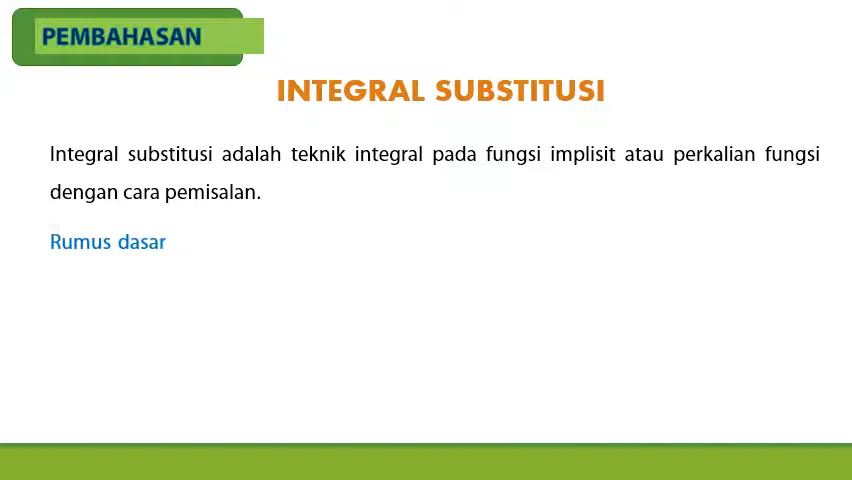 PEMBAHASAN
INTEGRAL SUBSTITUSI
Integral substitusi adalah teknik integral pada fungsi implisit atau perkalian fungsi
dengan cara pemisalan.
Rumus dasar